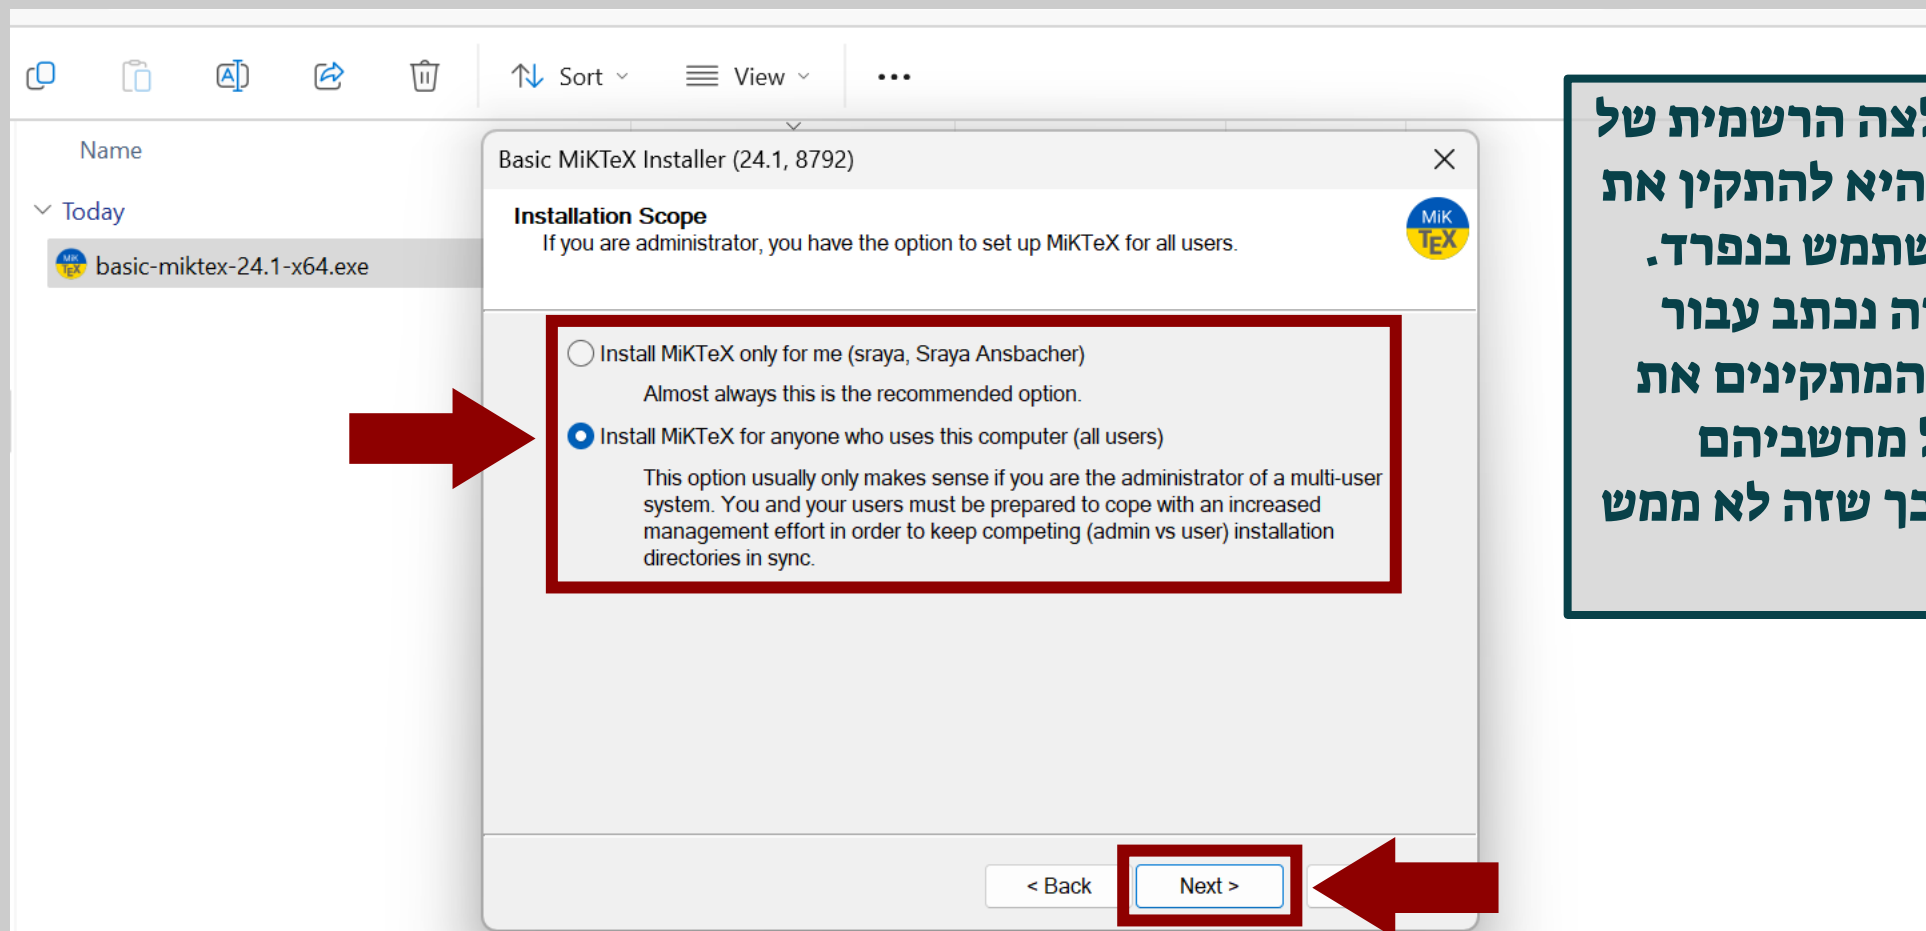 Sort
View
Name
Today
basic-miktex-24.1-x64.exe
Basic MiKTeX Installer (24.1, 8792)
Installation Scope
If you are administrator, you have the option to set up MiKTeX for all users.
MiK
TEX
Install MiKTeX only for me (sraya, Sraya Ansbacher)
Almost always this is the recommended option.
Install MiKTeX for anyone who uses this computer (all users)
This option usually only makes sense if you are the administrator of a multi-user
system. You and your users must be prepared to cope with an increased
management effort in order to keep competing (admin vs user) installation
directories in sync.
< Back
Next >
הרשמית של
היא להתקין את
בנפרד.
נכתב עבור
המתקינים את
מחשביהם
שזה לא ממש